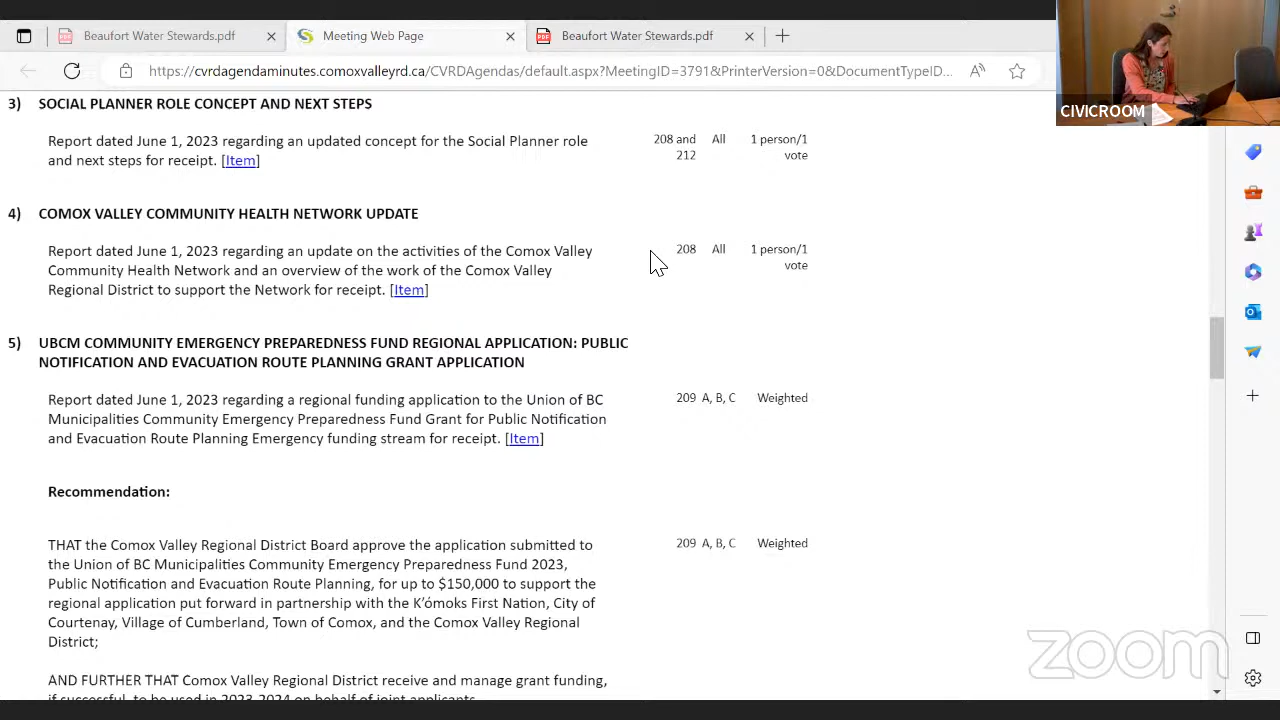 Beaufort Water Stewards.pdf
Meeting Web Page
Beaufort Water Stewards.pdf
https://cvrdagendaminutes.comoxvalleyrd.ca/CVRDAgendas/default.aspx?MeetingID=3791&PrinterVersion=0&DocumentTypeID...
CIVICROOM
3) SOCIAL PLANNER ROLE CONCEPT AND NEXT STEPS
Report dated June 1, 2023 regarding an updated concept for the Social Planner role 208 and All 1 person/1
and next steps for receipt. [Item] 212 vote
4) COMOX VALLEY COMMUNITY HEALTH NETWORK UPDATE
Report dated June 1, 2023 regarding an update on the activities of the Comox Valley 208 All 1 person/1
Community Health Network and an overview of the work of the Comox Valley vote
Regional District to support the Network for receipt. [Item]
5) UBCM COMMUNITY EMERGENCY PREPAREDNESS FUND REGIONAL APPLICATION: PUBLIC
NOTIFICATION AND EVACUATION ROUTE PLANNING GRANT APPLICATION
Report dated June 1, 2023 regarding a regional funding application to the Union of BC 209 A, B, C Weighted
Municipalities Community Emergency Preparedness Fund Grant for Public Notification
and Evacuation Route Planning Emergency funding stream for receipt. [Item]
Recommendation:
THAT the Comox Valley Regional District Board approve the application submitted to 209 A, B, C Weighted
the Union of BC Municipalities Community Emergency Preparedness Fund 2023,
Public Notification and Evacuation Route Planning, for up to $150,000 to support the
regional application put forward in partnership with the K'ómoks First Nation, City of
Courtenay, Village of Cumberland, Town of Comox, and the Comox Valley Regional
District;
AND FURTHER THAT Comox Valley Regional District receive and manage grant funding,
if successful, to be used in 2023-2024 on behalf of joint applicants
zoom